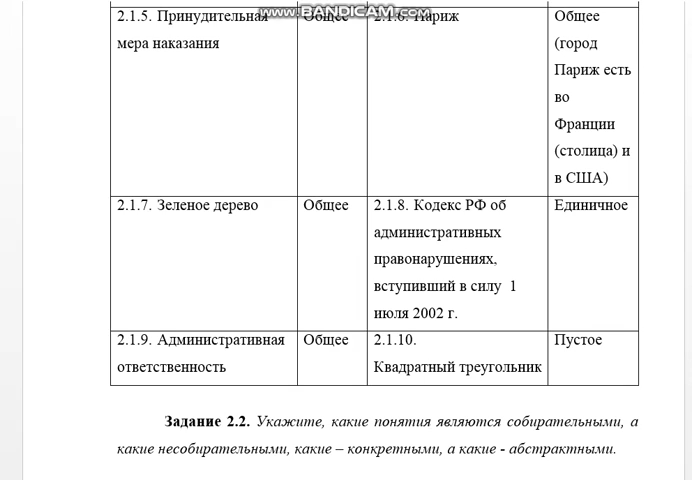 www.BANDICAM.com
2.1.5. Принудительная
мера наказания
Общее
2.1.6. Париж
Общее
(город
Париж есть
во
Франции
(столица) и
в США)
2.1.7. Зеленое дерево
Общее
2.1.8. Кодекс РФ об
административных
правонарушениях,
вступивший в силу 1
июля 2002 г.
Единичное
2.1.9. Административная
ответственность
Общее
2.1.10.
Квадратный треугольник
Пустое
Задание 2.2. Укажите, какие понятия являются собирательными, а
какие несобирательными, какие – конкретными, а какие - абстрактными.